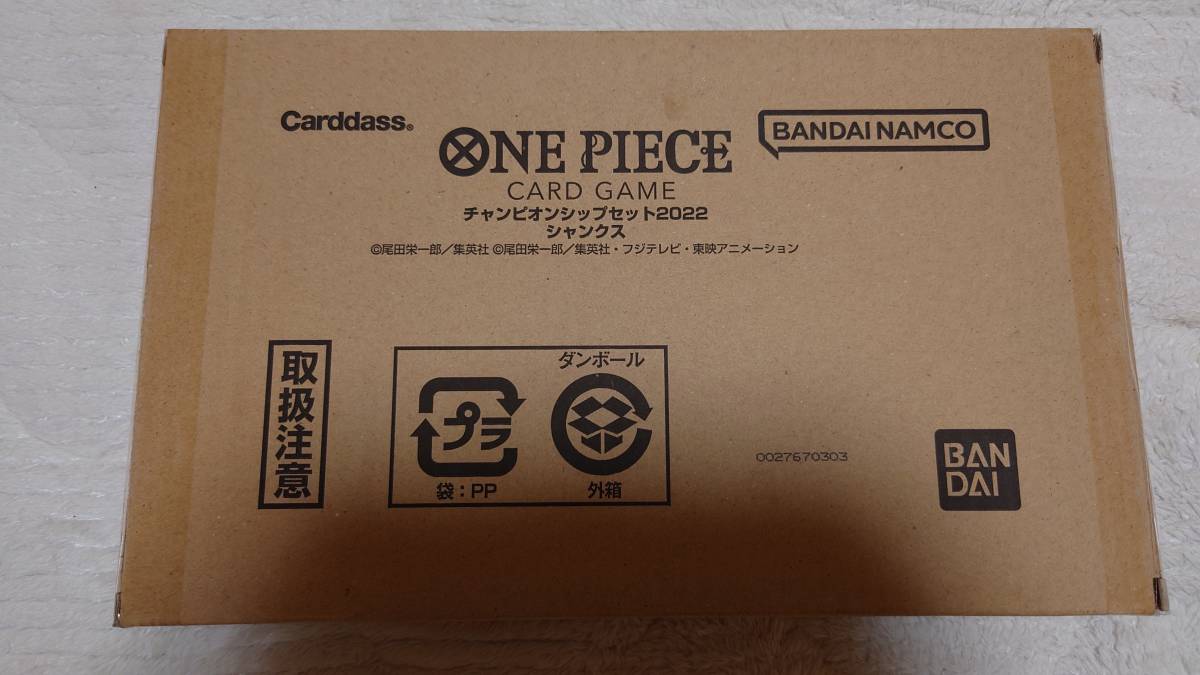 Carddass®
BANDAI NAMCO
ONE PIECE
CARD GAME
チャンピオンシップセット2022
シャンクス
©尾田栄一郎／集英社 ©尾田栄一郎／集英社・フジテレビ・東映アニメーション
取扱注意
ダンボール
プラ
袋：PP
外箱
0027670303
BAN
DAI